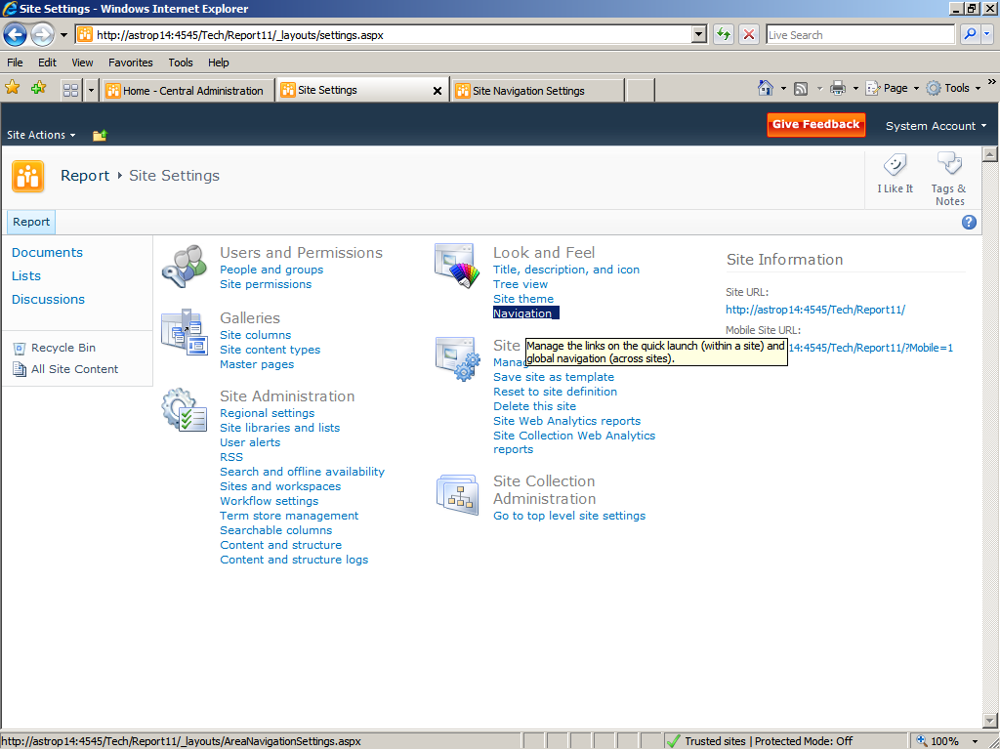 Site Settings - Windows Internet Explorer
http://astrop14:4545/Tech/Report11/_layouts/settings.aspx
Live Search
File Edit View Favorites Tools Help
Home - Central Administration
Site Settings
Site Navigation Settings
Page
Tools
Site Actions
Give Feedback
System Account
Report
Site Settings
I Like It
Tags &
Notes
Report
Documents
Lists
Discussions
Recycle Bin
All Site Content
Users and Permissions
People and groups
Site permissions
Galleries
Site columns
Site content types
Master pages
Site Administration
Regional settings
Site libraries and lists
User alerts
RSS
Search and offline availability
Sites and workspaces
Workflow settings
Term store management
Searchable columns
Content and structure
Content and structure logs
Look and Feel
Title, description, and icon
Tree view
Site theme
Navigation
Manage the links on the quick launch (within a site) and
global navigation (across sites).
Site
Save site as template
Reset to site definition
Delete this site
Site Web Analytics reports
Site Collection Web Analytics
reports
Site Collection
Administration
Go to top level site settings
Site Information
Site URL:
http://astrop14:4545/Tech/Report11/
Mobile Site URL:
14:4545/Tech/Report11/?Mobile=1
http://astrop14:4545/Tech/Report11/_layouts/AreaNavigationSettings.aspx
Trusted sites | Protected Mode: Off
100%